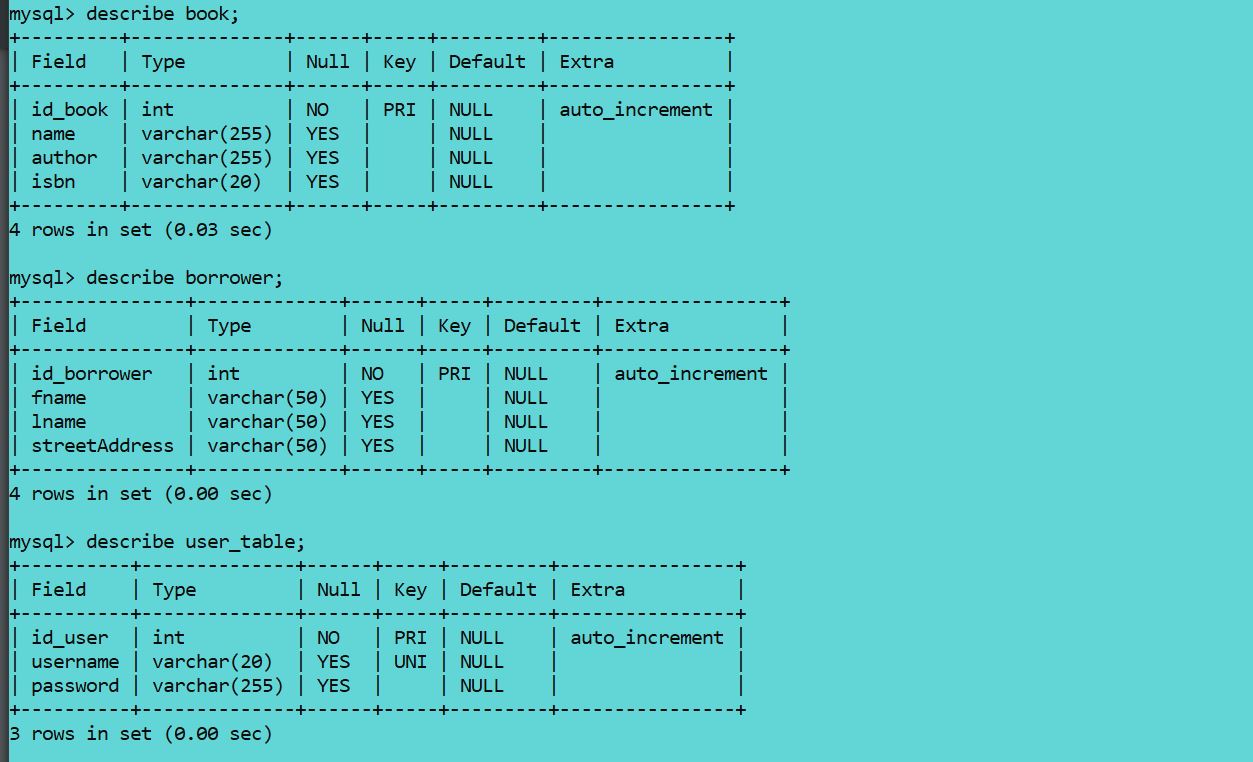 mysql> describe book;
+---------+--------------+------+-----+---------+----------------+
| Field   | Type         | Null | Key | Default | Extra          |
+---------+--------------+------+-----+---------+----------------+
| id_book | int          | NO   | PRI | NULL    | auto_increment |
| name    | varchar(255) | YES  |     | NULL    |                |
| author  | varchar(255) | YES  |     | NULL    |                |
| isbn    | varchar(20)  | YES  |     | NULL    |                |
+---------+--------------+------+-----+---------+----------------+
4 rows in set (0.03 sec)

mysql> describe borrower;
+---------------+-------------+------+-----+---------+----------------+
| Field         | Type        | Null | Key | Default | Extra          |
+---------------+-------------+------+-----+---------+----------------+
| id_borrower   | int         | NO   | PRI | NULL    | auto_increment |
| fname         | varchar(50) | YES  |     | NULL    |                |
| lname         | varchar(50) | YES  |     | NULL    |                |
| streetAddress | varchar(50) | YES  |     | NULL    |                |
+---------------+-------------+------+-----+---------+----------------+
4 rows in set (0.00 sec)

mysql> describe user_table;
+----------+--------------+------+-----+---------+----------------+
| Field    | Type         | Null | Key | Default | Extra          |
+----------+--------------+------+-----+---------+----------------+
| id_user  | int          | NO   | PRI | NULL    | auto_increment |
| username | varchar(20)  | YES  | UNI | NULL    |                |
| password | varchar(255) | YES  |     | NULL    |                |
+----------+--------------+------+-----+---------+----------------+
3 rows in set (0.00 sec)